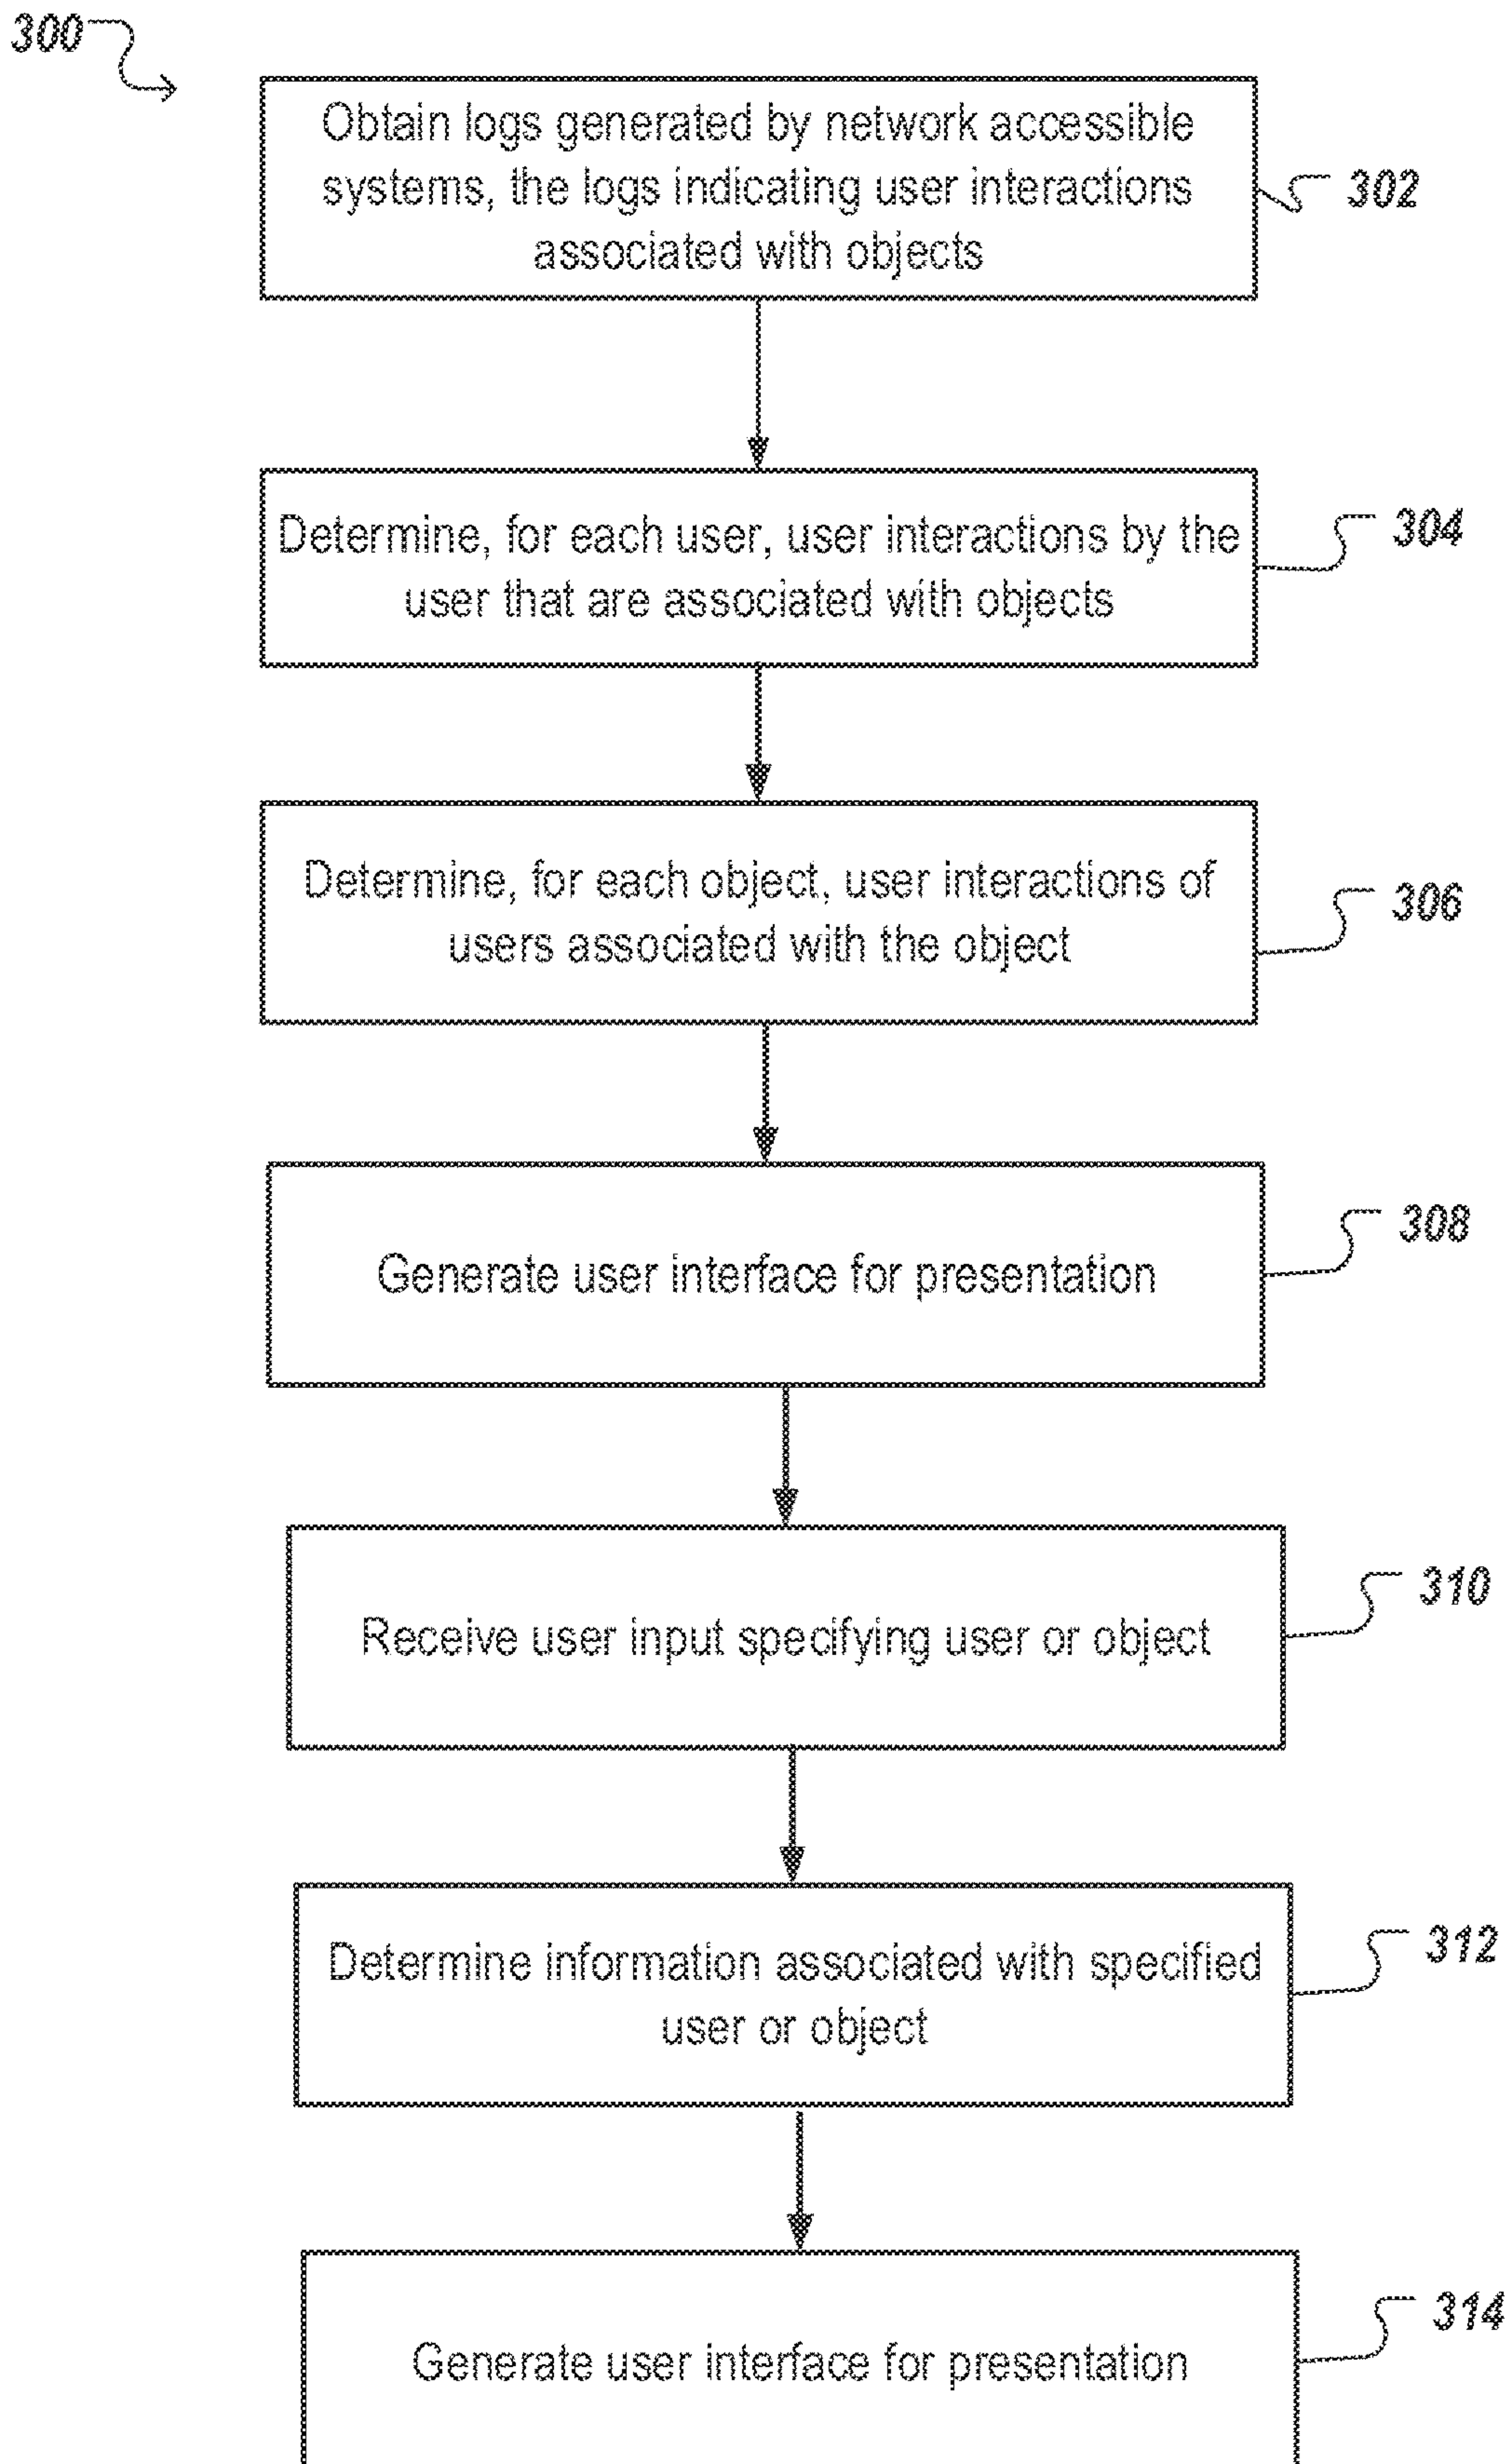 300
Obtain logs generated by network accessible
systems, the logs indicating user interactions
associated with objects
302
Determine, for each user, user interactions by the
user that are associated with objects
304
Determine, for each object, user interactions of
users associated with the object
306
Generate user interface for presentation
308
Receive user input specifying user or object
310
Determine information associated with specified
user or object
312
Generate user interface for presentation
314